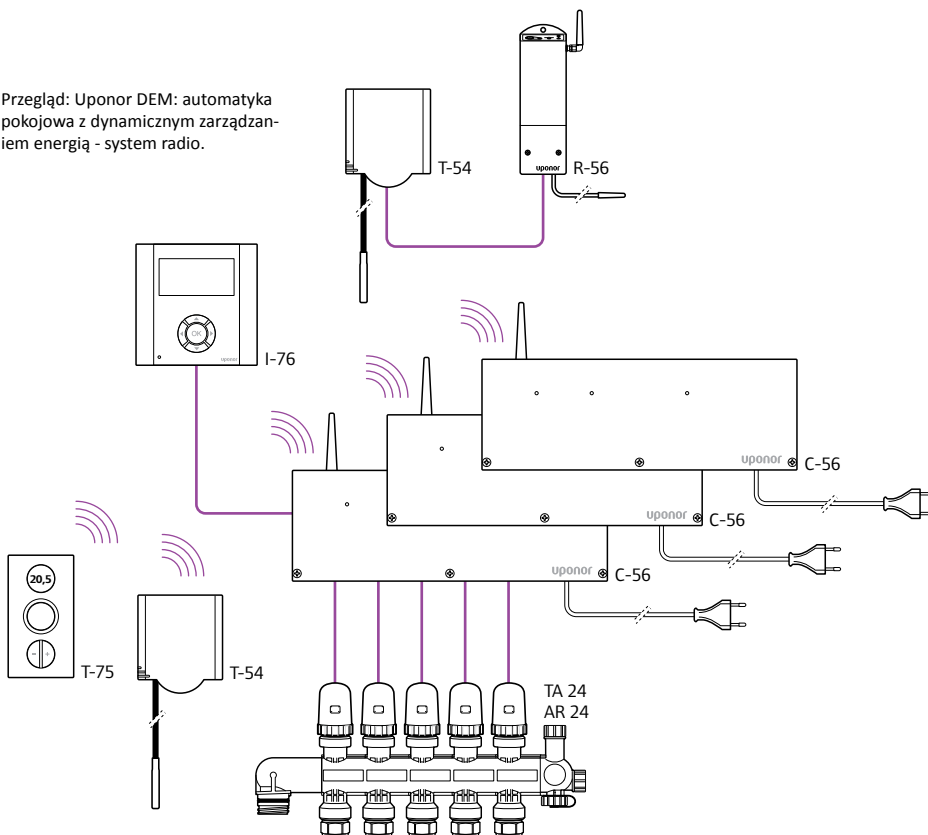 Przegląd: Uponor DEM: automatyka
pokojowa z dynamicznym zarządzan-
iem energią - system radio.
uponor
T-54
R-56
OK
uponor
I-76
uponor
C-56
uponor
C-56
uponor
C-56
20,5
- +
T-75
T-54
TA 24
AR 24